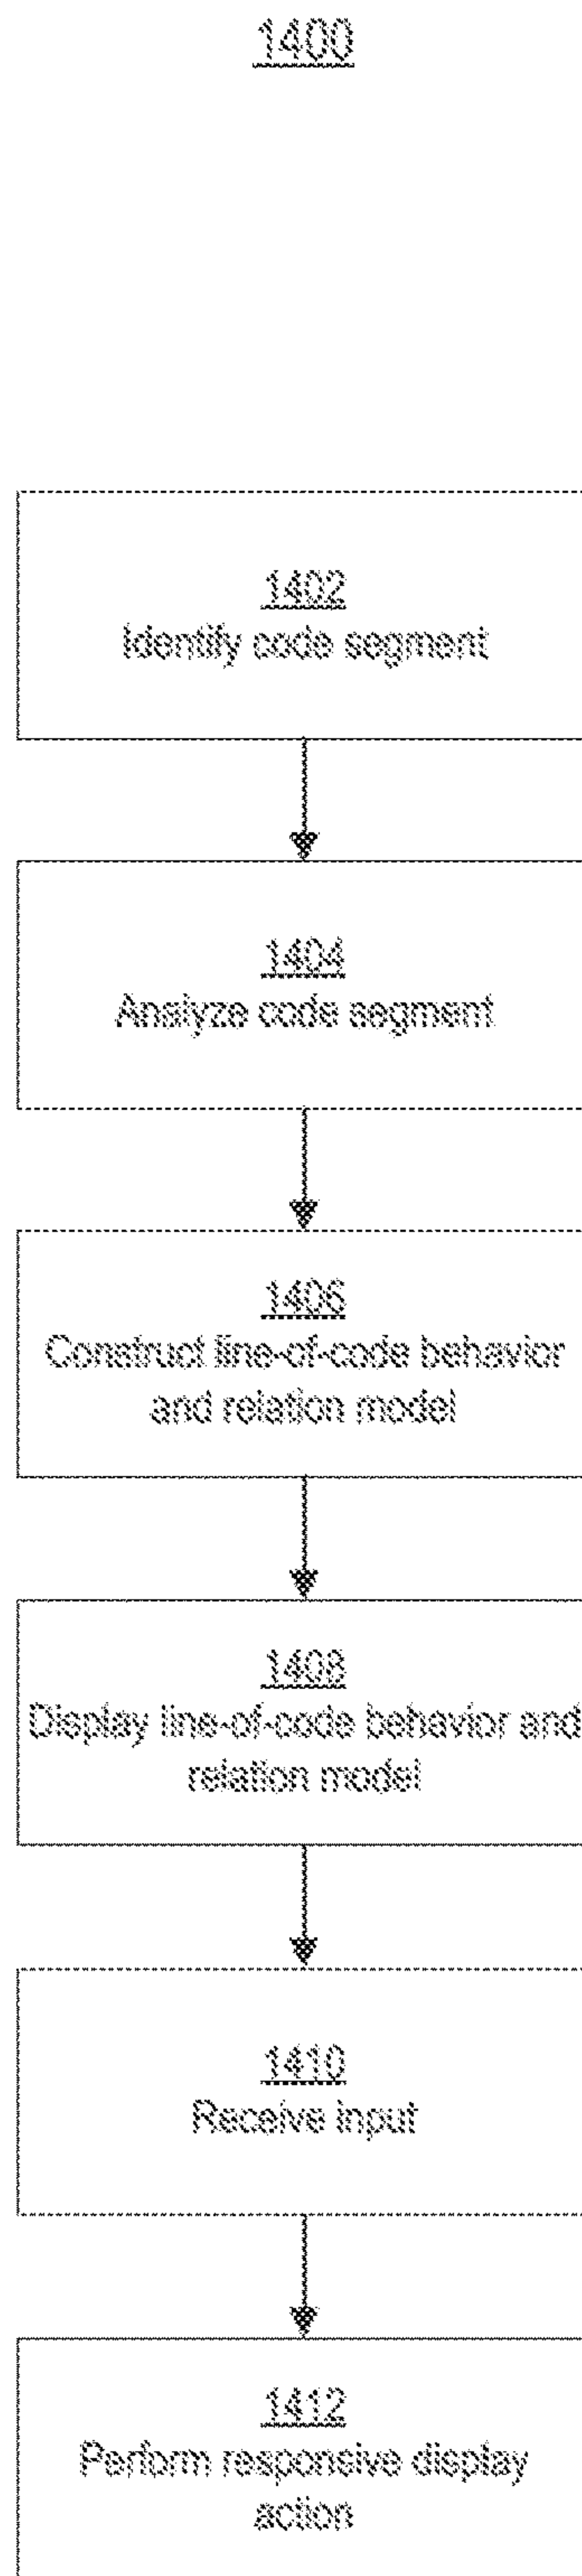 1400
1402
Identify code segment
1404
Analyze code segment
1406
Construct line-of-code behavior
and relation model
1408
Display line-of-code behavior and
relation model
1410
Receive input
1412
Perform responsive display
action